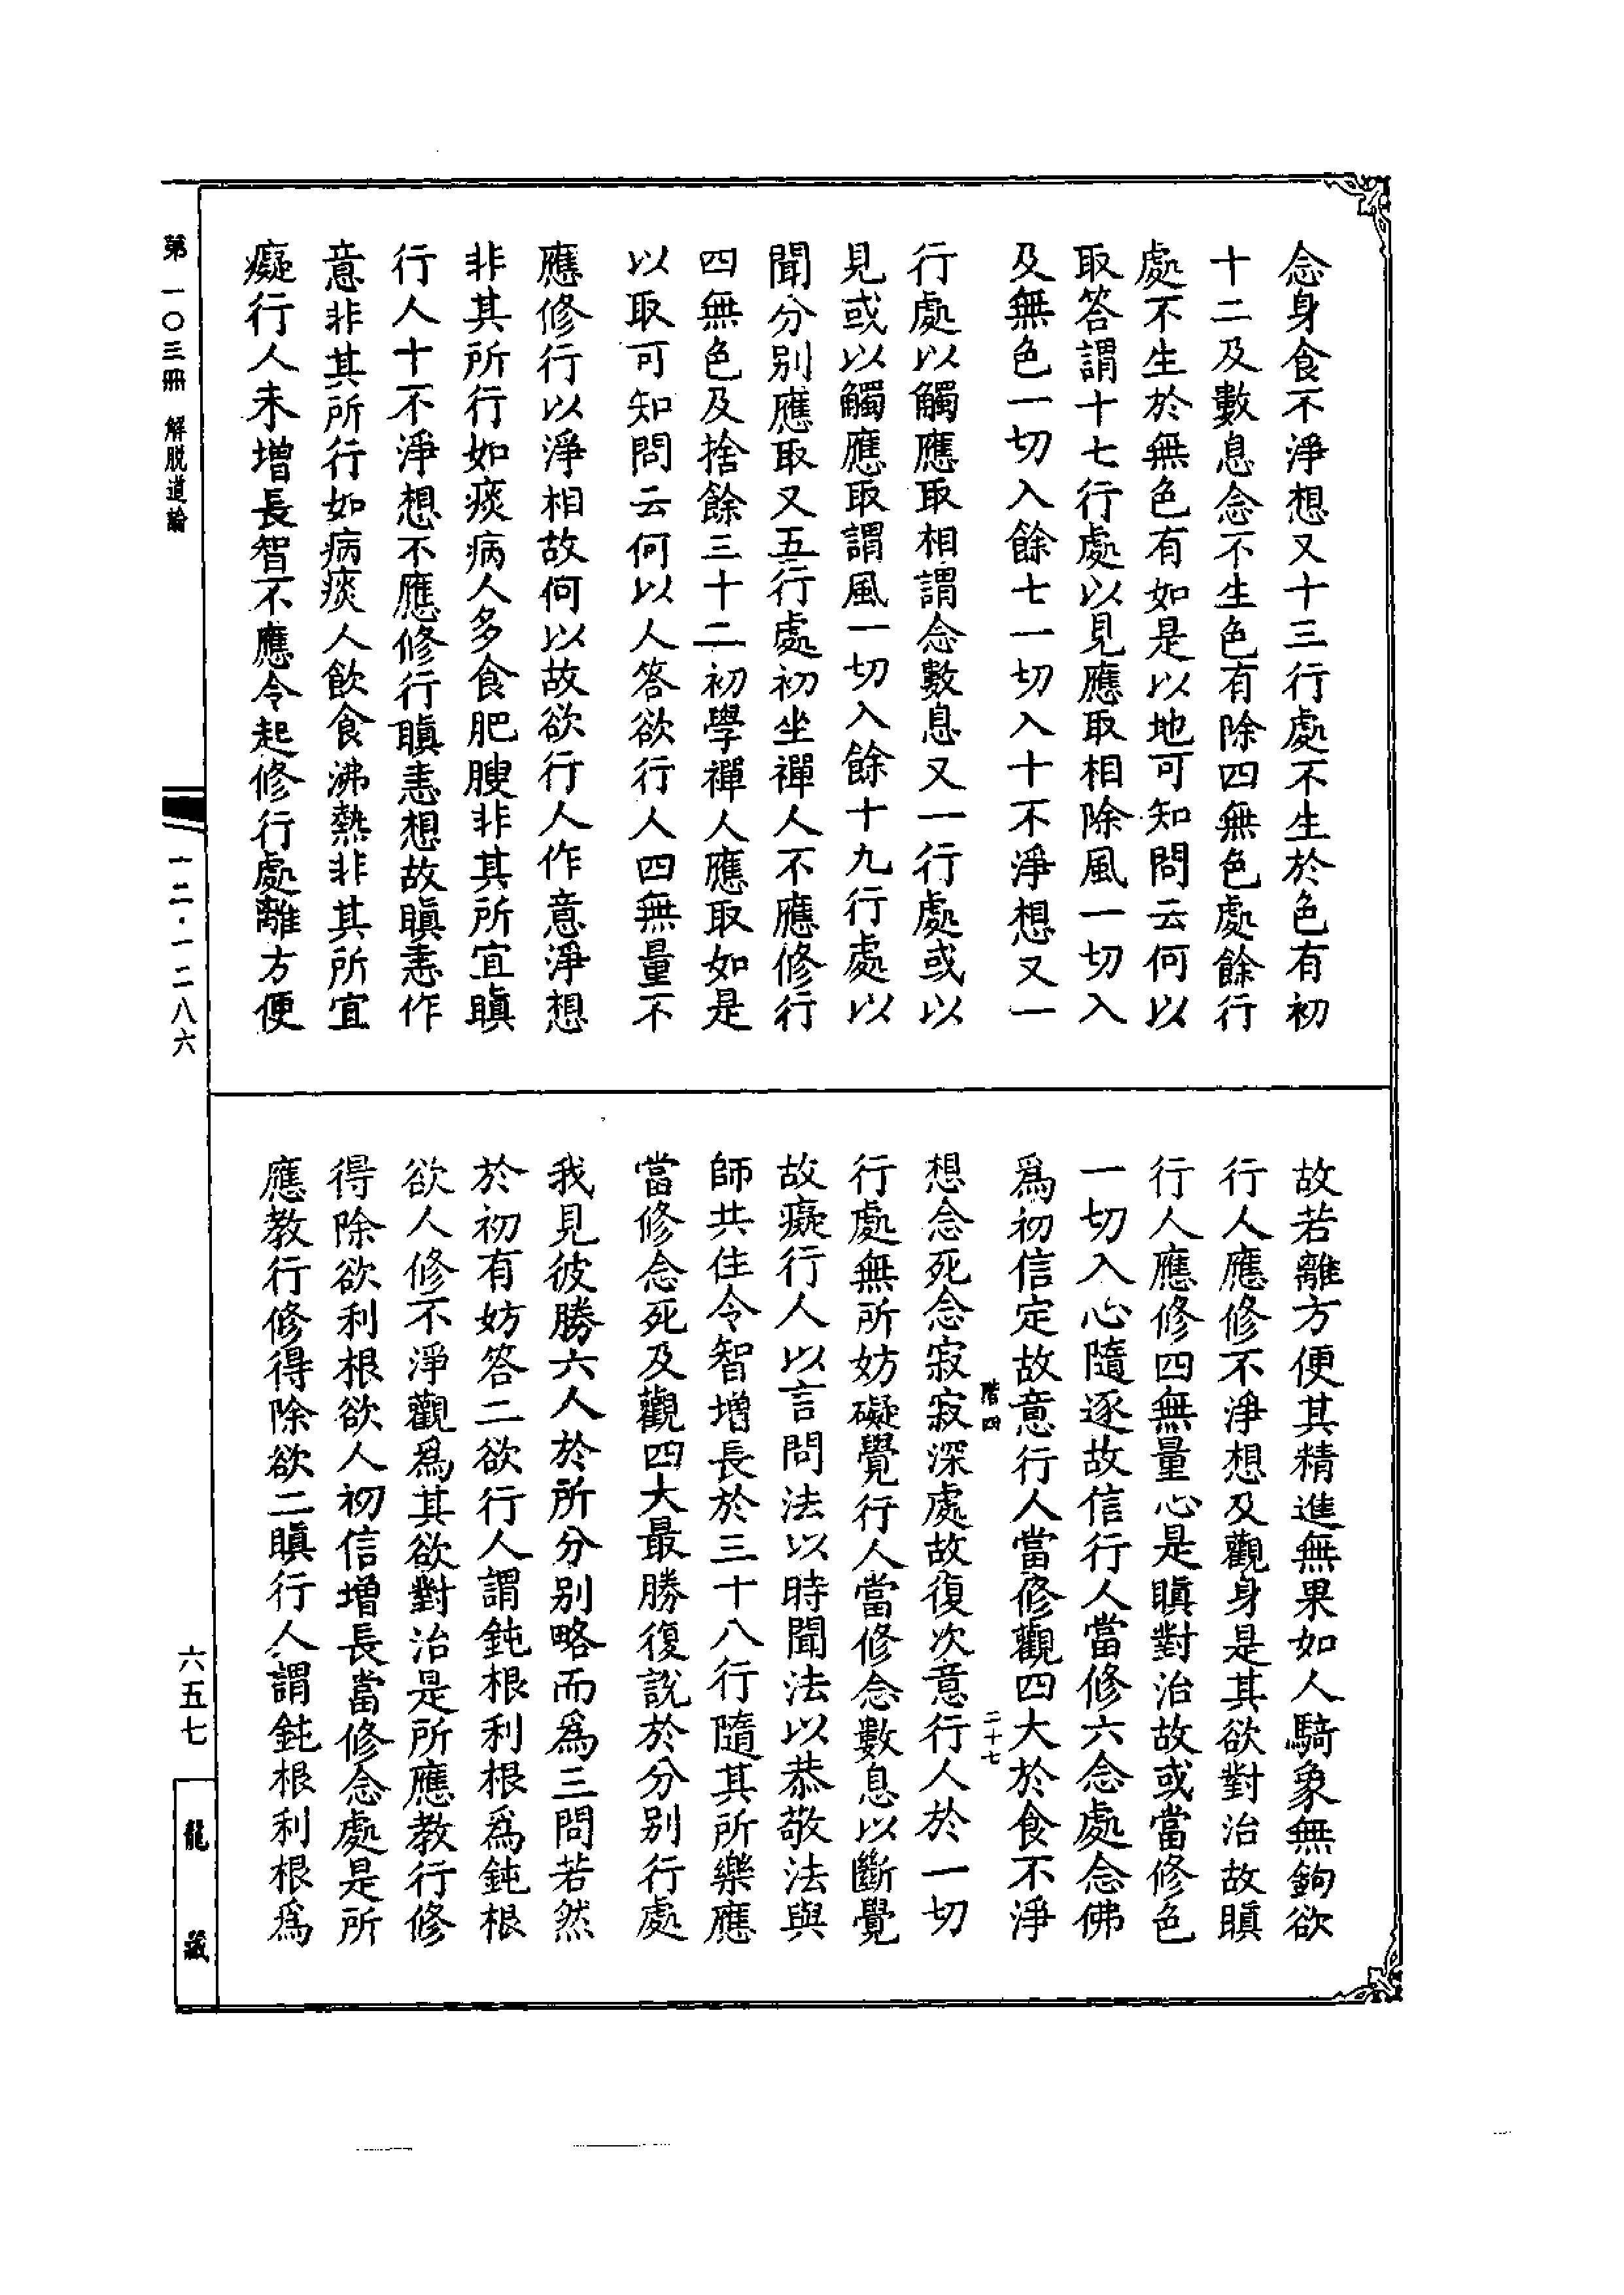 念身食不淨想又十三行處不生於色有初
十二及數息念不生色有除四無色處餘行
處不生於無色有如是以地可知問云何以
取答謂十七行處以見應取相除風一切入
及無色一切入餘七一切入十不淨想又一
行處以觸應取相謂念數息又一行處或以
見或以觸應取謂風一切入餘十九行處以
聞分别應取又五行處初坐禪人不應修行
四無色及捨餘三十二初學禪人應取如是
以取可知問云何以人答欲行人四無量不
應修行以淨相故何以故欲行人作意淨想
非其所行如痰病人多食肥膄非其所宜瞋
行人十不淨想不應修行瞋恚想故瞋恚作
意非其所行如病痰人飲食沸熱非其所宜
癡行人未增長智不應令起修行處離方便
故若離方便其精進無果如人騎象無鉤欲
行人應修不淨想及觀身是其欲對治故瞋
行人應修四無量心是瞋對治故或當修色
一切入心隨逐故信行人當修六念處念佛
爲初信定故意行人當修觀四大於食不淨
階四
二十七
想念死念寂寂深處故復次意行人於一切
行處無所妨礙覺行人當修念數息以斷覺
故癡行人以言問法以時聞法以恭敬法與
師共住令智增長於三十八行隨其所樂應
當修念死及觀四大最勝復説於分别行處
我見彼勝六人於所分别略而爲三問若然
於初有妨答二欲行人謂鈍根利根爲鈍根
欲人修不淨觀爲其欲對治是所應教行修
得除欲利根欲人初信增長當修念處是所
應教行修得除欲二瞋行人謂鈍根利根爲
第一〇三冊 解脱道論
一二·一二八六
六五七
龍藏